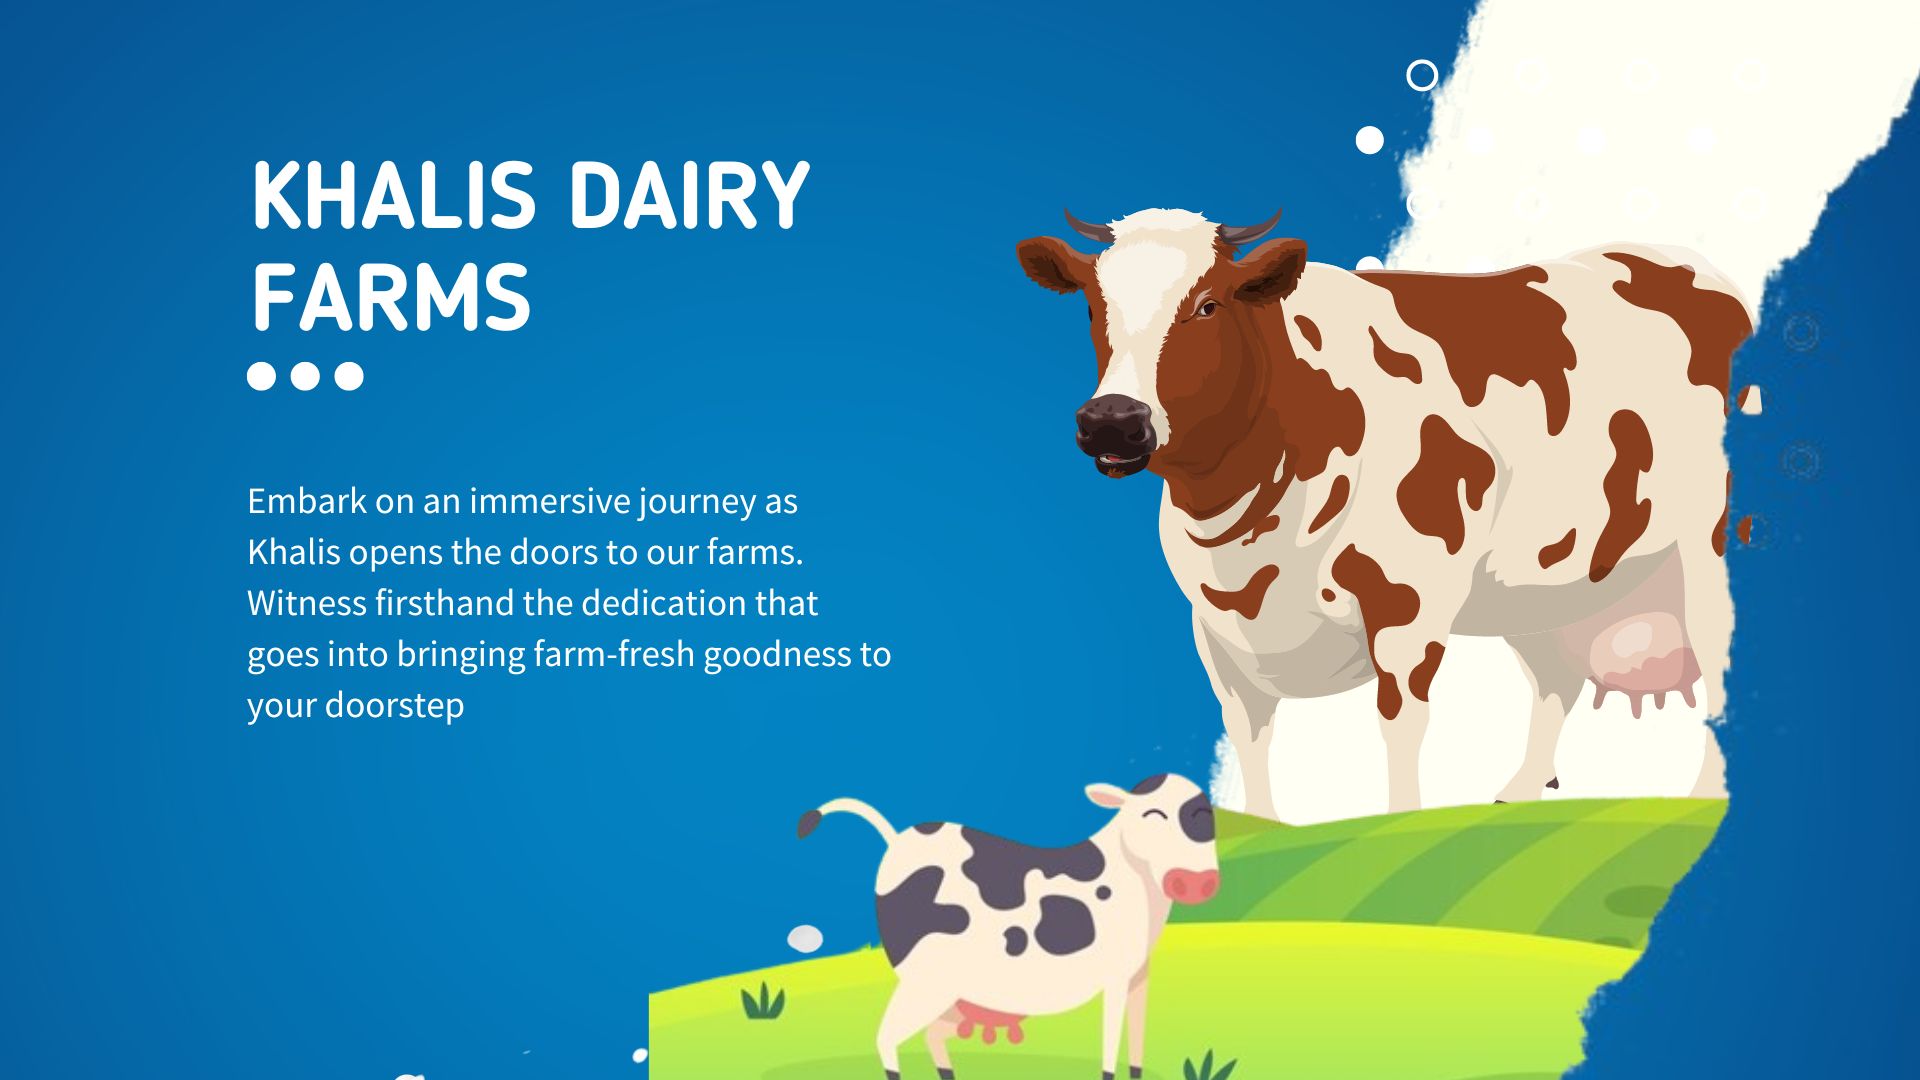 KHALIS DAIRY
FARMS
Embark on an immersive journey as
Khalis opens the doors to our farms.
Witness firsthand the dedication that
goes into bringing farm-fresh goodness to
your doorstep